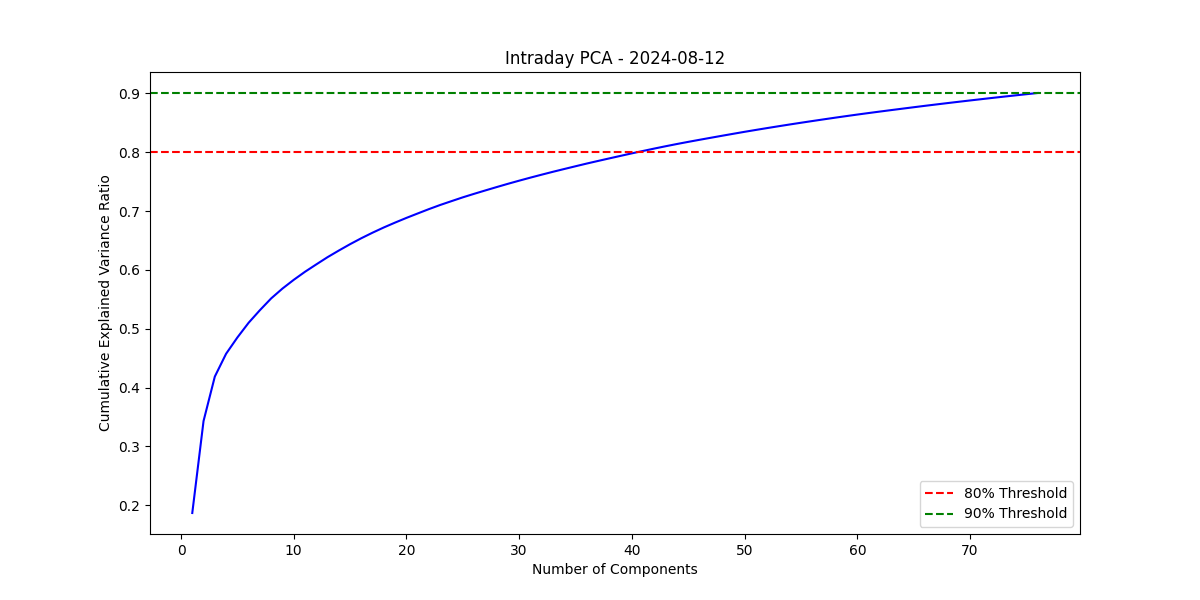 Intraday PCA - 2024-08-12
Cumulative Explained Variance Ratio
0.9
0.8
0.7
0.6
0.5
0.4
0.3
0.2
80% Threshold
90% Threshold
0 10 20 30 40 50 60 70
Number of Components